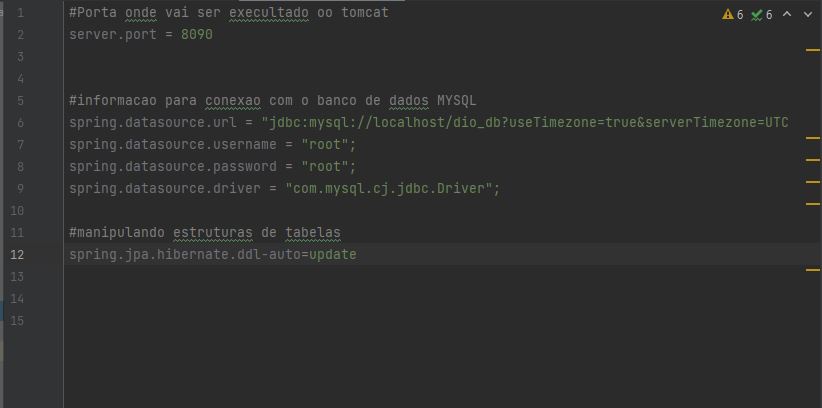 6 6
1 #Porta onde vai ser execultado oo tomcat
2 server.port = 8090
3
4
5 #informacao para conexao com o banco de dados MYSQL
6 spring.datasource.url = "jdbc:mysql://localhost/dio_db?useTimezone=true&serverTimezone=UTC
7 spring.datasource.username = "root";
8 spring.datasource.password = "root";
9 spring.datasource.driver = "com.mysql.cj.jdbc.Driver";
10
11 #manipulando estruturas de tabelas
12 spring.jpa.hibernate.ddl-auto=update
13
14
15